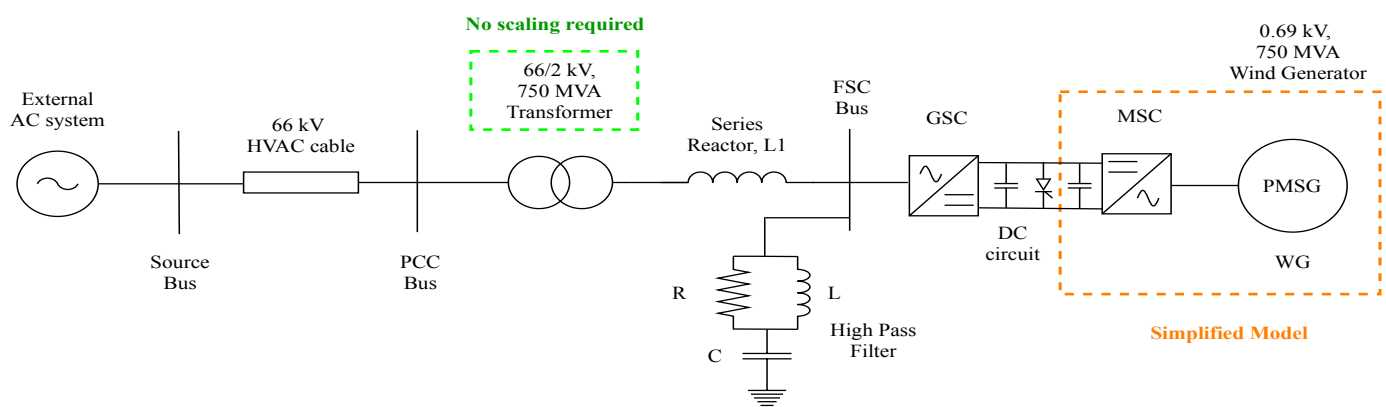 No scaling required
66/2 kV,
750 MVA
Transformer
0.69 kV,
750 MVA
Wind Generator
External
AC system
66 kV
HVAC cable
Series
Reactor, L1
FSC
Bus
GSC
MSC
PMSG
Source
Bus
PCC
Bus
DC
circuit
WG
R
L
C
High Pass
Filter
Simplified Model